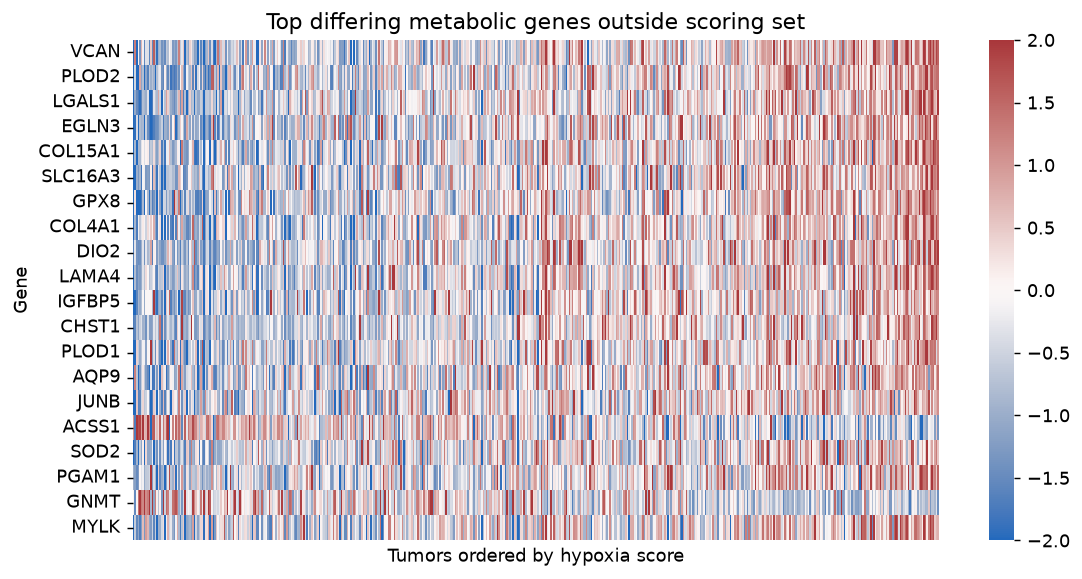 Top differing metabolic genes outside scoring set
Gene
VCAN
PLOD2
LGALS1
EGLN3
COL15A1
SLC16A3
GPX8
COL4A1
DIO2
LAMA4
IGFBP5
CHST1
PLOD1
AQP9
JUNB
ACSS1
SOD2
PGAM1
GNMT
MYLK
Tumors ordered by hypoxia score
2.0
1.5
1.0
0.5
0.0
−0.5
−1.0
−1.5
−2.0